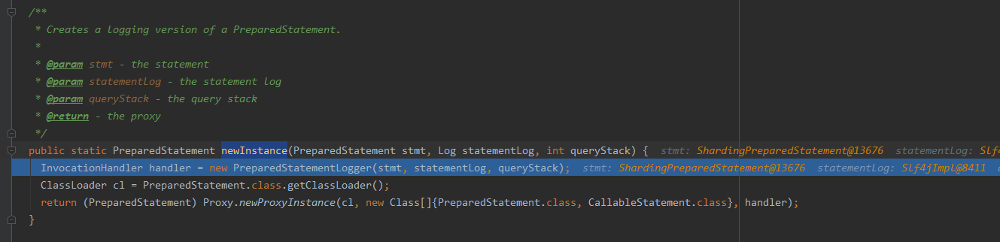 /**
 * Creates a logging version of a PreparedStatement.
 *
 * @param stmt - the statement
 * @param statementLog - the statement log
 * @param queryStack - the query stack
 * @return - the proxy
 */
public static PreparedStatement newInstance(PreparedStatement stmt, Log statementLog, int queryStack) {  stmt: ShardingPreparedStatement@13676  statementLog: Slf4
  InvocationHandler handler = new PreparedStatementLogger(stmt, statementLog, queryStack);  stmt: ShardingPreparedStatement@13676  statementLog: Slf4jImpl@8411
  ClassLoader cl = PreparedStatement.class.getClassLoader();
  return (PreparedStatement) Proxy.newProxyInstance(cl, new Class[]{PreparedStatement.class, CallableStatement.class}, handler);
}